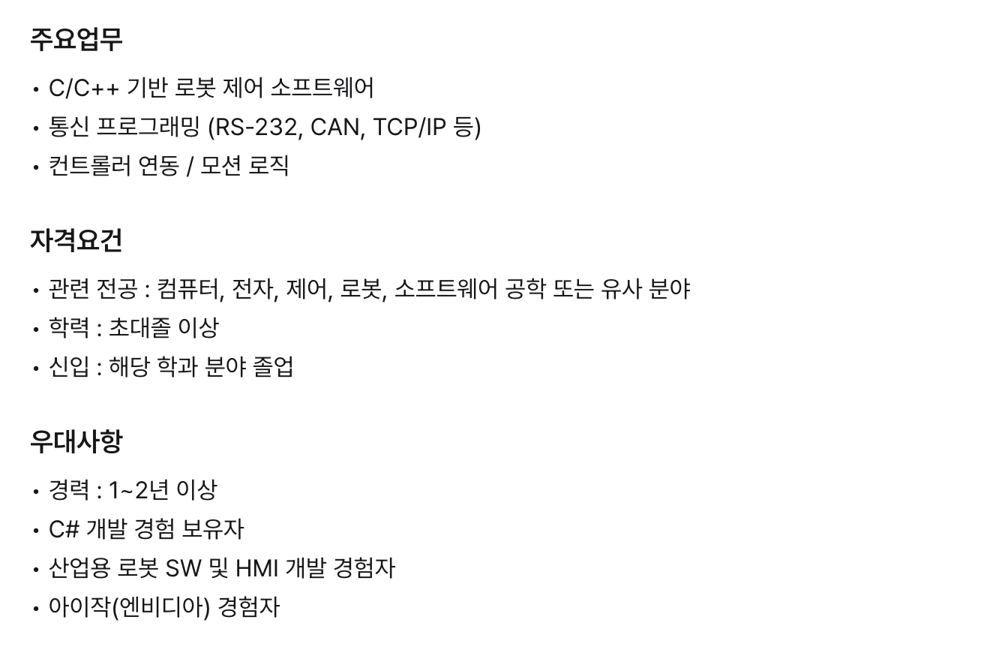 주요업무
• C/C++ 기반 로봇 제어 소프트웨어
• 통신 프로그래밍 (RS-232, CAN, TCP/IP 등)
• 컨트롤러 연동 / 모션 로직
자격요건
• 관련 전공 : 컴퓨터, 전자, 제어, 로봇, 소프트웨어 공학 또는 유사 분야
• 학력 : 초대졸 이상
• 신입 : 해당 학과 분야 졸업
우대사항
• 경력 : 1~2년 이상
• C# 개발 경험 보유자
• 산업용 로봇 SW 및 HMI 개발 경험자
• 아이작(엔비디아) 경험자